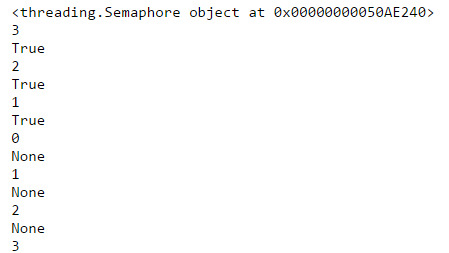 <threading.Semaphore object at 0x00000000050AE240>
3
True
2
True
1
True
0
None
1
None
2
None
3